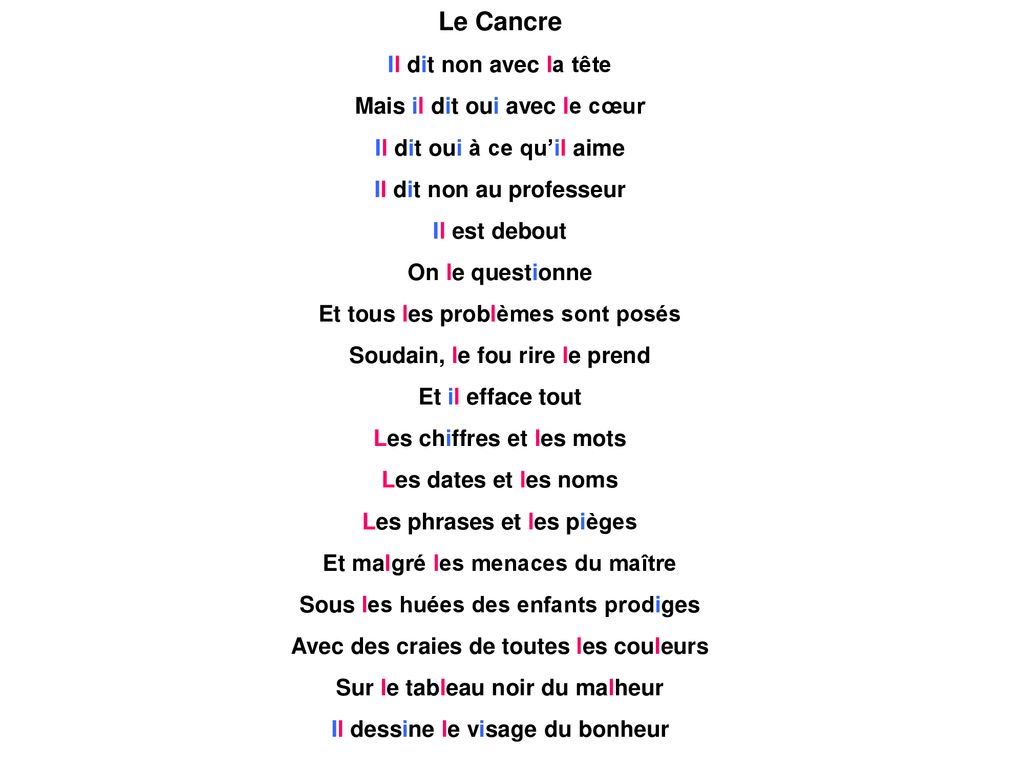 Le Cancre
Il dit non avec la tête
Mais il dit oui avec le cœur
Il dit oui à ce qu’il aime
Il dit non au professeur
Il est debout
On le questionne
Et tous les problèmes sont posés
Soudain, le fou rire le prend
Et il efface tout
Les chiffres et les mots
Les dates et les noms
Les phrases et les pièges
Et malgré les menaces du maître
Sous les huées des enfants prodiges
Avec des craies de toutes les couleurs
Sur le tableau noir du malheur
Il dessine le visage du bonheur